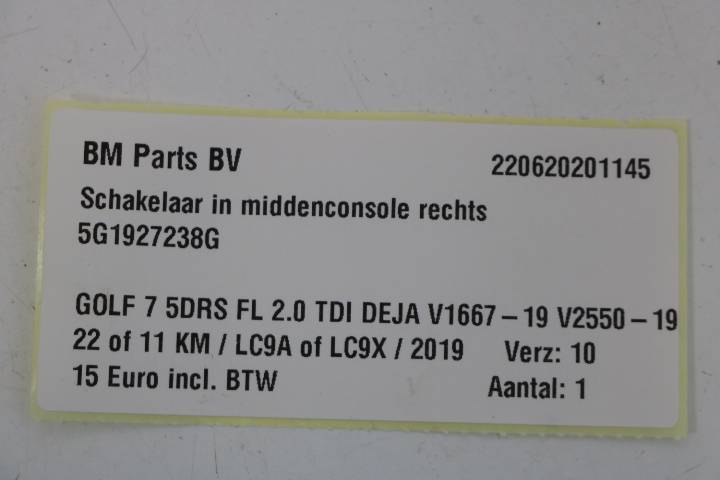 BM Parts BV 220620201145
Schakelaar in middenconsole rechts
5G1927238G
GOLF 7 5DRS FL 2.0 TDI DEJA V1667 – 19 V2550 – 19
22 of 11 KM / LC9A of LC9X / 2019 Verz: 10
15 Euro incl. BTW Aantal: 1